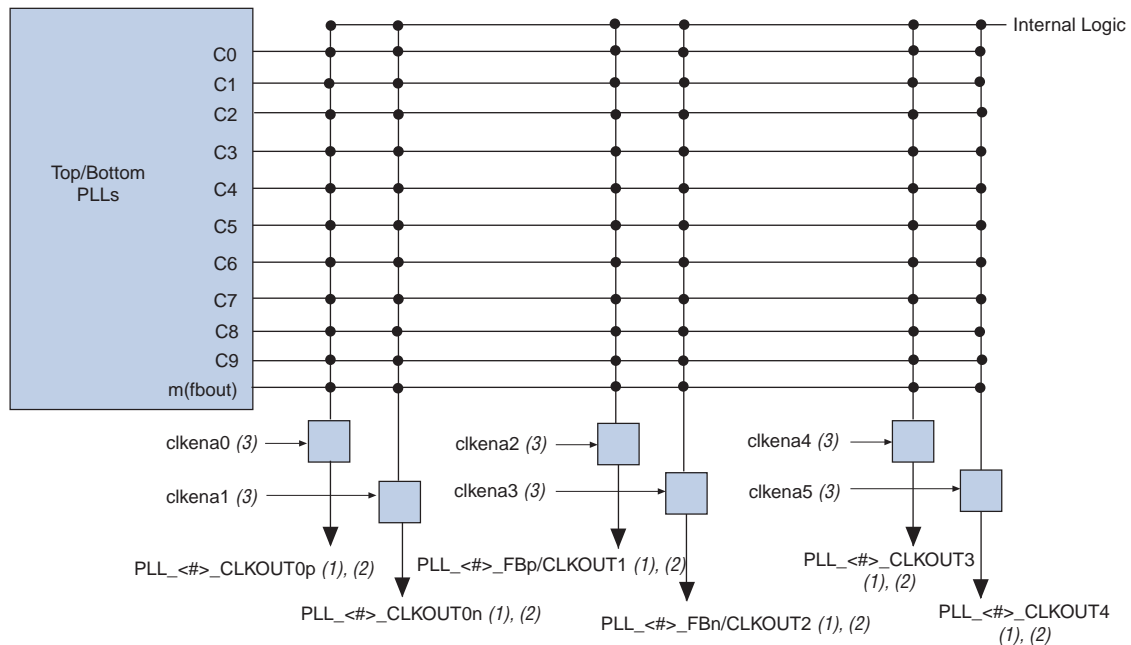 Internal Logic
C0
C1
C2
C3
Top/Bottom
PLLs
C4
C5
C6
C7
C8
C9
m(fbout)
clkena0 (3)
clkena2 (3)
clkena4 (3)
clkena1 (3)
clkena3 (3)
clkena5 (3)
PLL_<#>_CLKOUT0p (1), (2)
PLL_<#>_FBp/CLKOUT1 (1), (2)
PLL_<#>_CLKOUT3
(1), (2)
PLL_<#>_CLKOUT0n (1), (2)
PLL_<#>_FBn/CLKOUT2 (1), (2)
PLL_<#>_CLKOUT4
(1), (2)